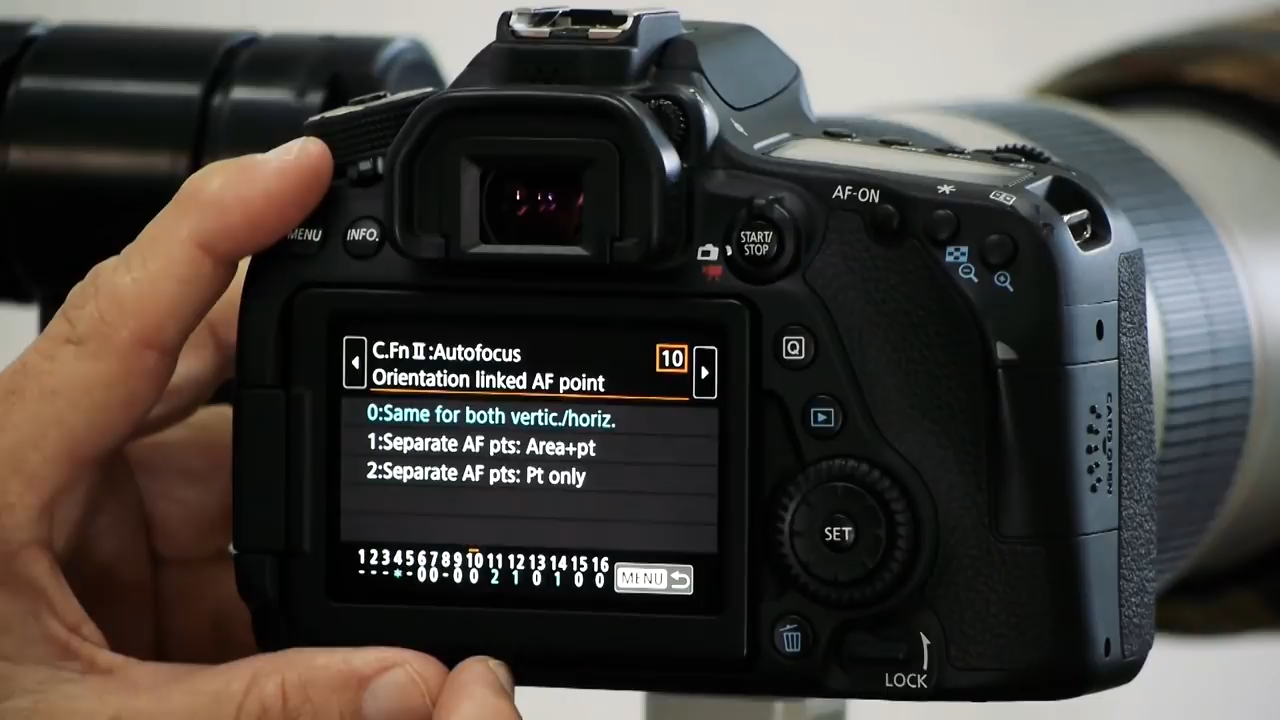 AF-ON
MENU
INFO.
START/
STOP
C.Fn II :Autofocus
10
Orientation linked AF point
Q
0:Same for both vertic./horiz.
1:Separate AF pts: Area+pt
2:Separate AF pts: Pt only
CARD OPEN
SET
1 2 3 4 5 6 7 8 9 10 11 12 13 14 15 16
- - - * - 0 0 - 0 0 2 1 0 1 0 0
MENU
LOCK